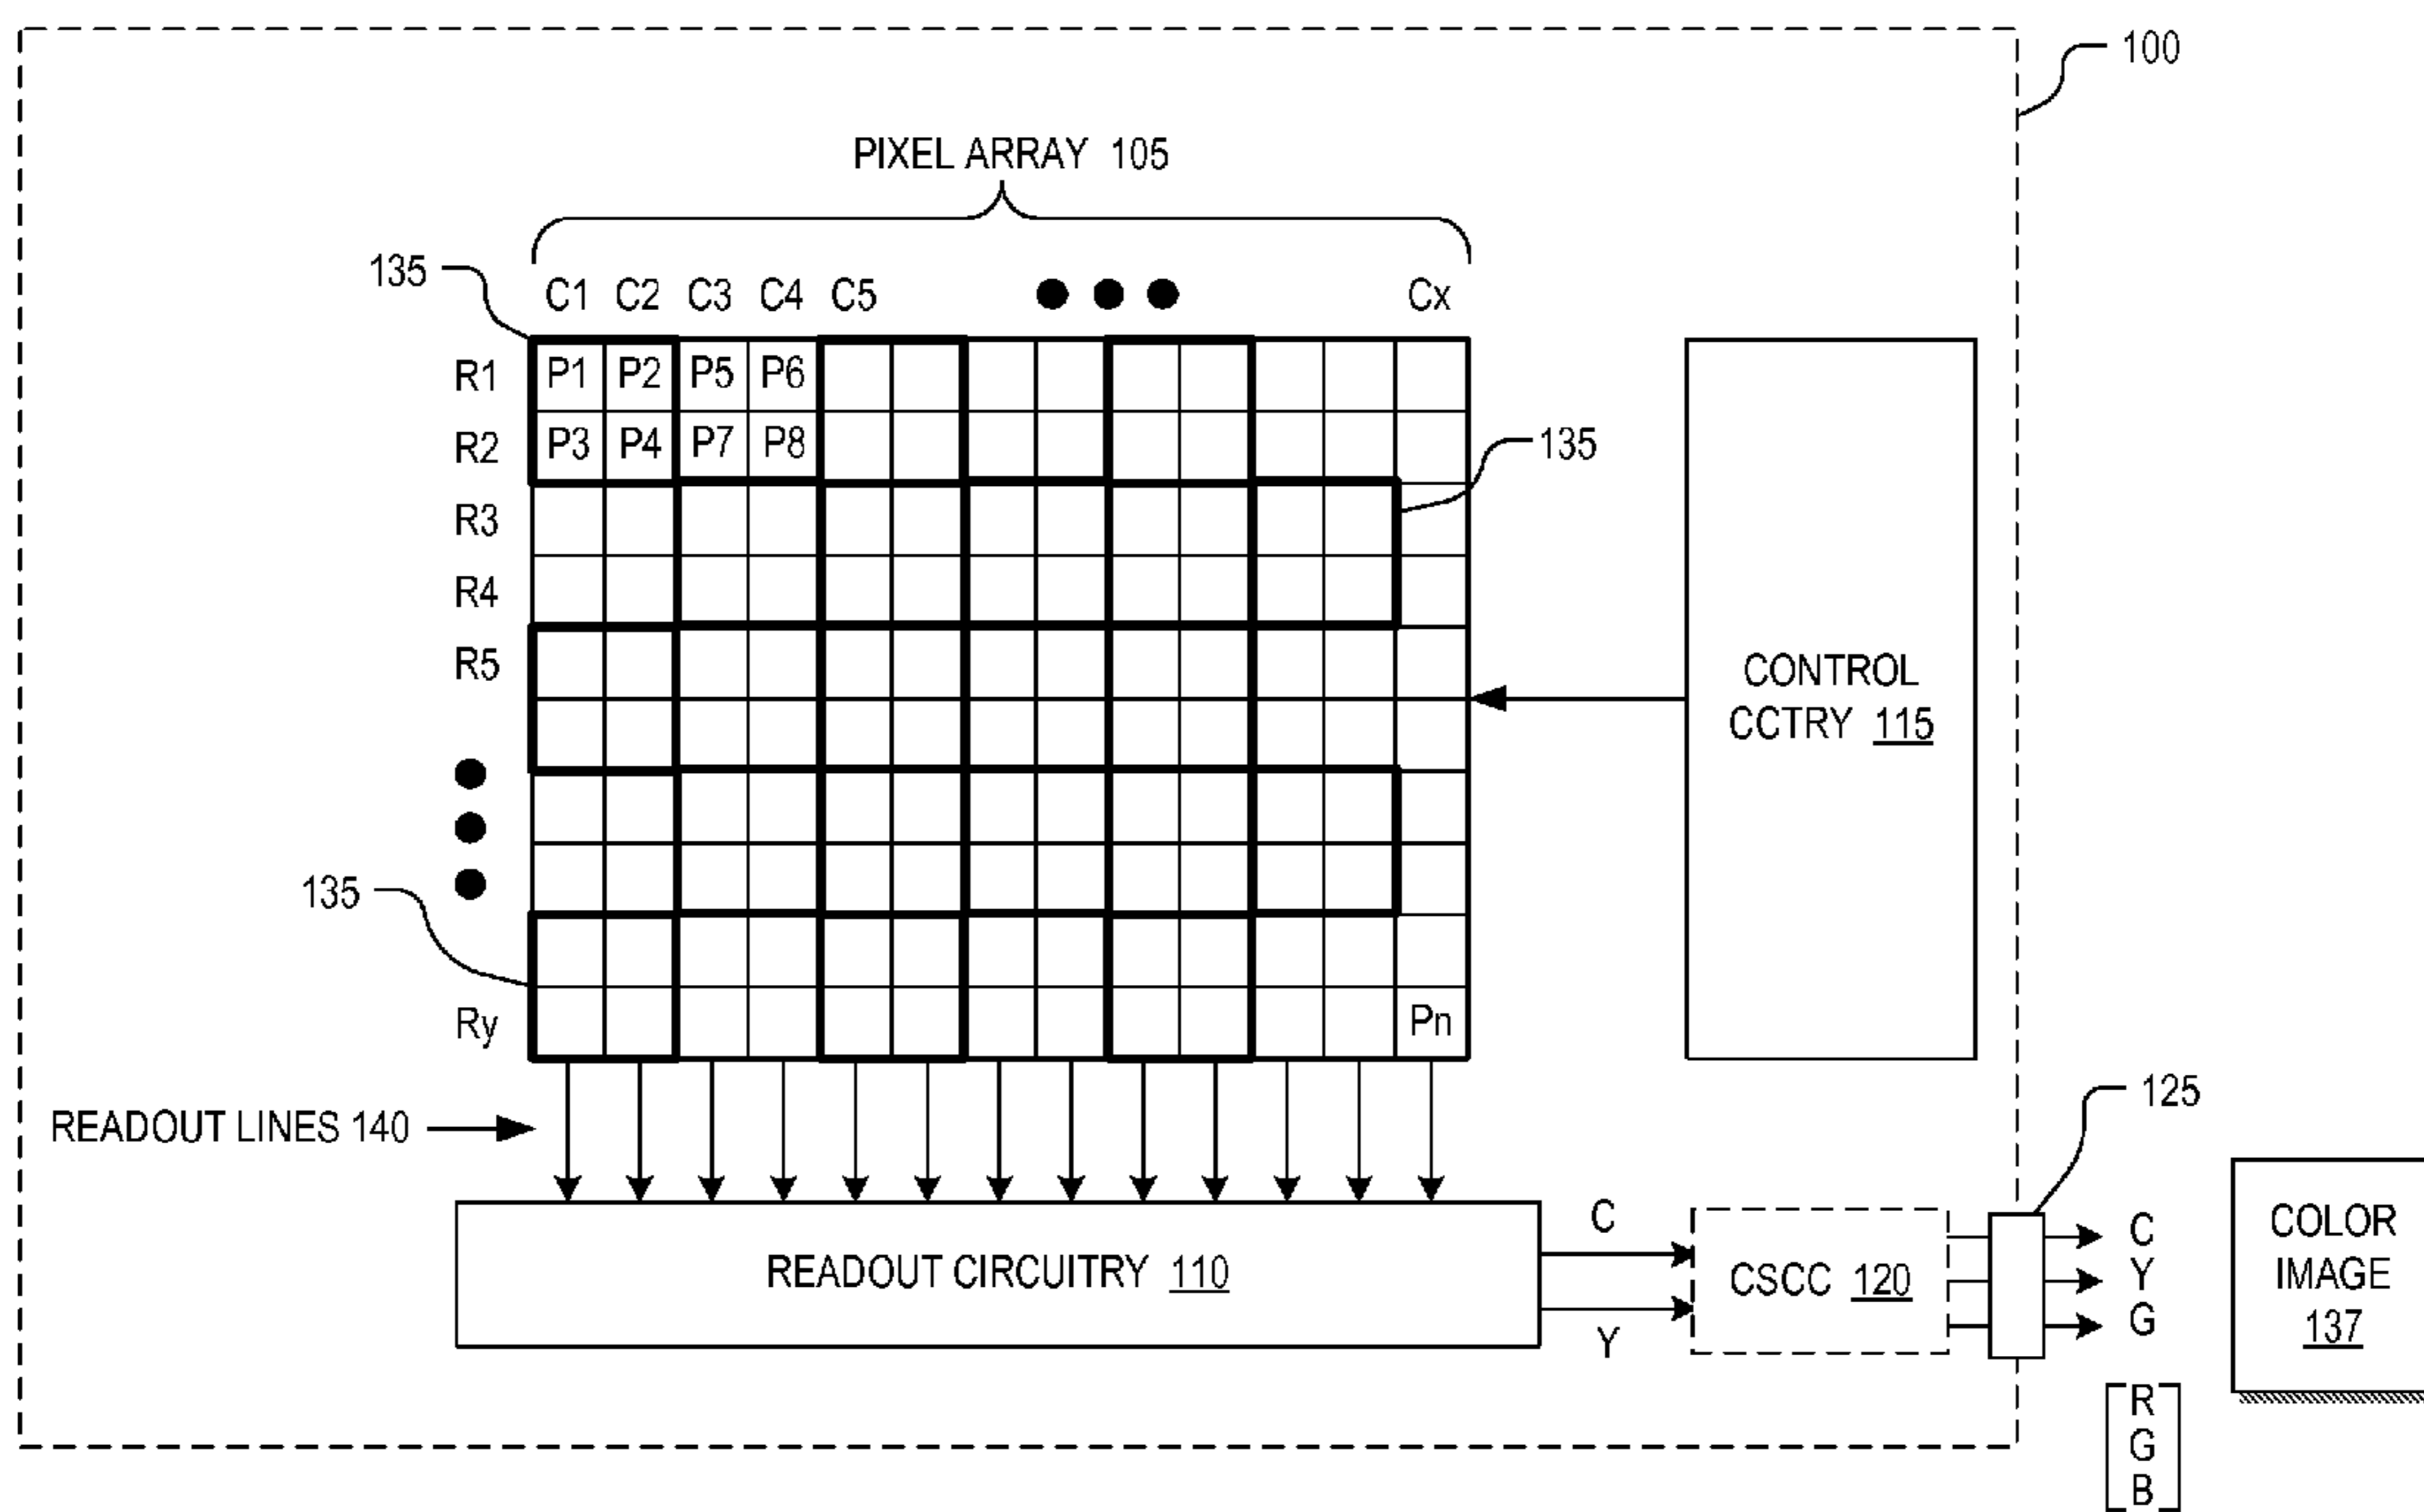 100
PIXEL ARRAY 105
135
C1 C2 C3 C4 C5 Cx
R1 P1 P2 P5 P6
R2 P3 P4 P7 P8
135
R3
R4
R5
CONTROL
CCTRY 115
135
Ry Pn
READOUT LINES 140
125
READOUT CIRCUITRY 110
C
Y
CSCC 120
C
Y
G
COLOR
IMAGE
137
R
G
B